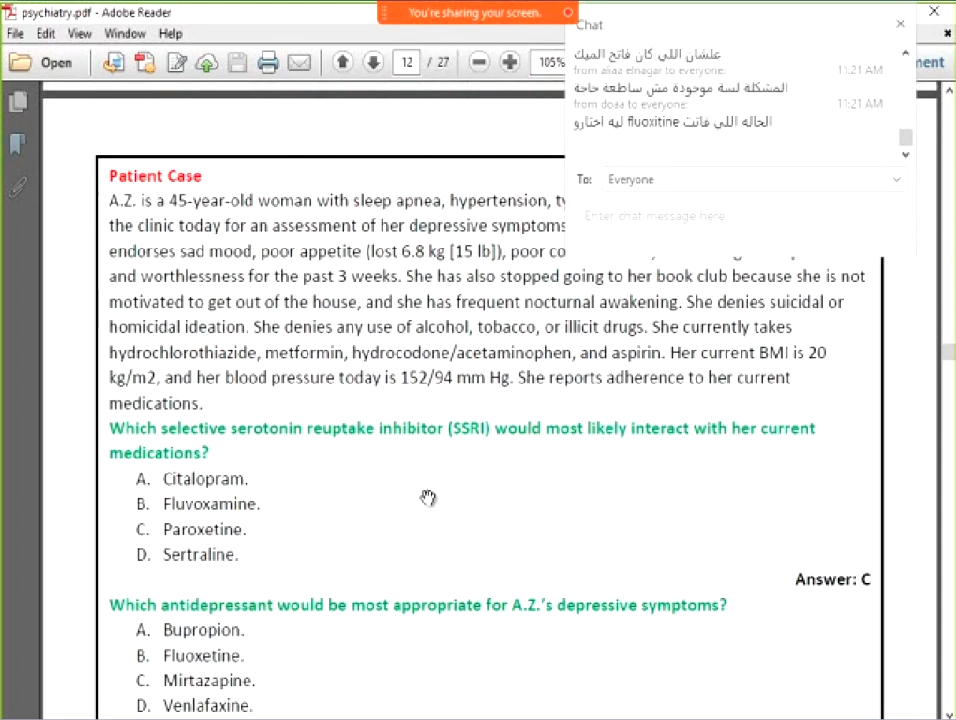 psychiatry.pdf - Adobe Reader
You're sharing your screen.
File Edit View Window Help
Open
12 / 27
105%
Chat
علشان اللي كان فاتح الميك
from aliaa elnagar to everyone:
11:21 AM
المشكلة لسة موجودة مش ساطعة حاجة
from doaa to everyone:
11:21 AM
الحاله اللي فاتت fluoxitine ليه اختارو
To: Everyone
Enter chat message here
Patient Case
A.Z. is a 45-year-old woman with sleep apnea, hypertension,
the clinic today for an assessment of her depressive symptoms
endorses sad mood, poor appetite (lost 6.8 kg [15 lb]), poor
and worthlessness for the past 3 weeks. She has also stopped going to her book club because she is not
motivated to get out of the house, and she has frequent nocturnal awakening. She denies suicidal or
homicidal ideation. She denies any use of alcohol, tobacco, or illicit drugs. She currently takes
hydrochlorothiazide, metformin, hydrocodone/acetaminophen, and aspirin. Her current BMI is 20
kg/m2, and her blood pressure today is 152/94 mm Hg. She reports adherence to her current
medications.
Which selective serotonin reuptake inhibitor (SSRI) would most likely interact with her current
medications?
A. Citalopram.
B. Fluvoxamine.
C. Paroxetine.
D. Sertraline.
Answer: C
Which antidepressant would be most appropriate for A.Z.'s depressive symptoms?
A. Bupropion.
B. Fluoxetine.
C. Mirtazapine.
D. Venlafaxine.